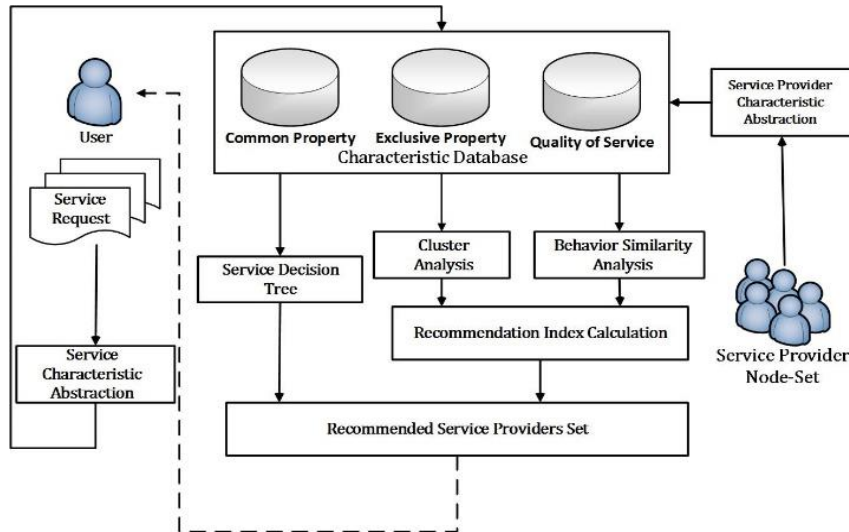 User
Service
Request
Service
Characteristic
Abstraction
Common Property
Exclusive Property
Quality of Service
Characteristic Database
Service Provider
Characteristic
Abstraction
Service Decision
Tree
Cluster
Analysis
Behavior Similarity
Analysis
Recommendation Index Calculation
Service Provider
Node-Set
Recommended Service Providers Set